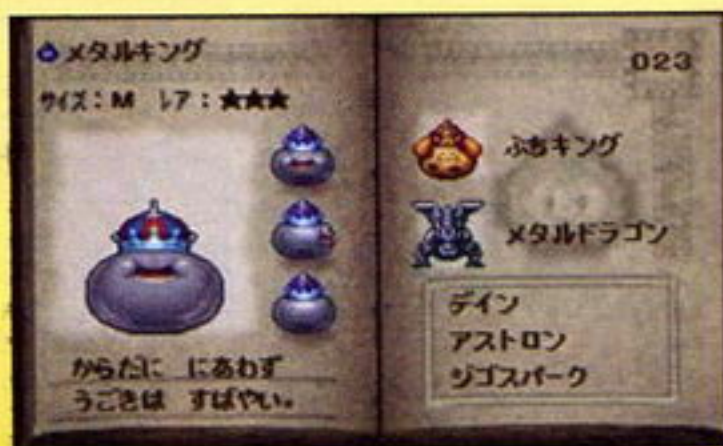 メタルキング
サイズ：M レア：★★★
からだに にあわず
うごきは すばやい。
023
ぷちキング
メタルドラゴン
デイン
アストロン
ジゴスパーク